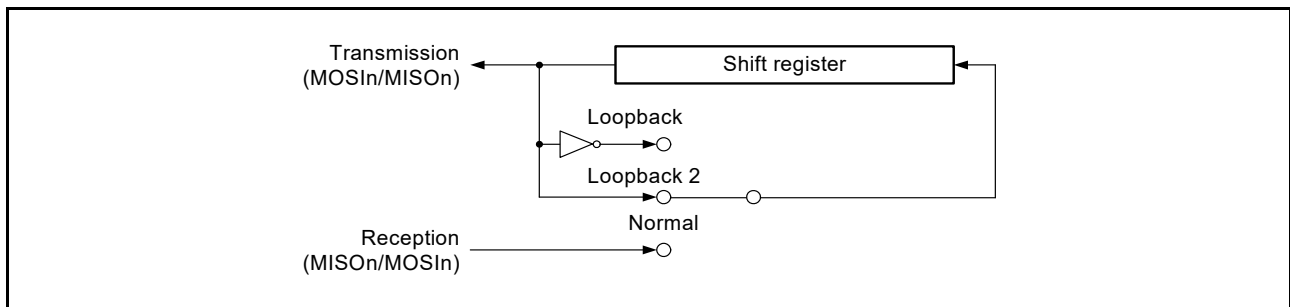 Transmission
(MOSIn/MISOn)
Shift register
Loopback
Loopback 2
Normal
Reception
(MISOn/MOSIn)